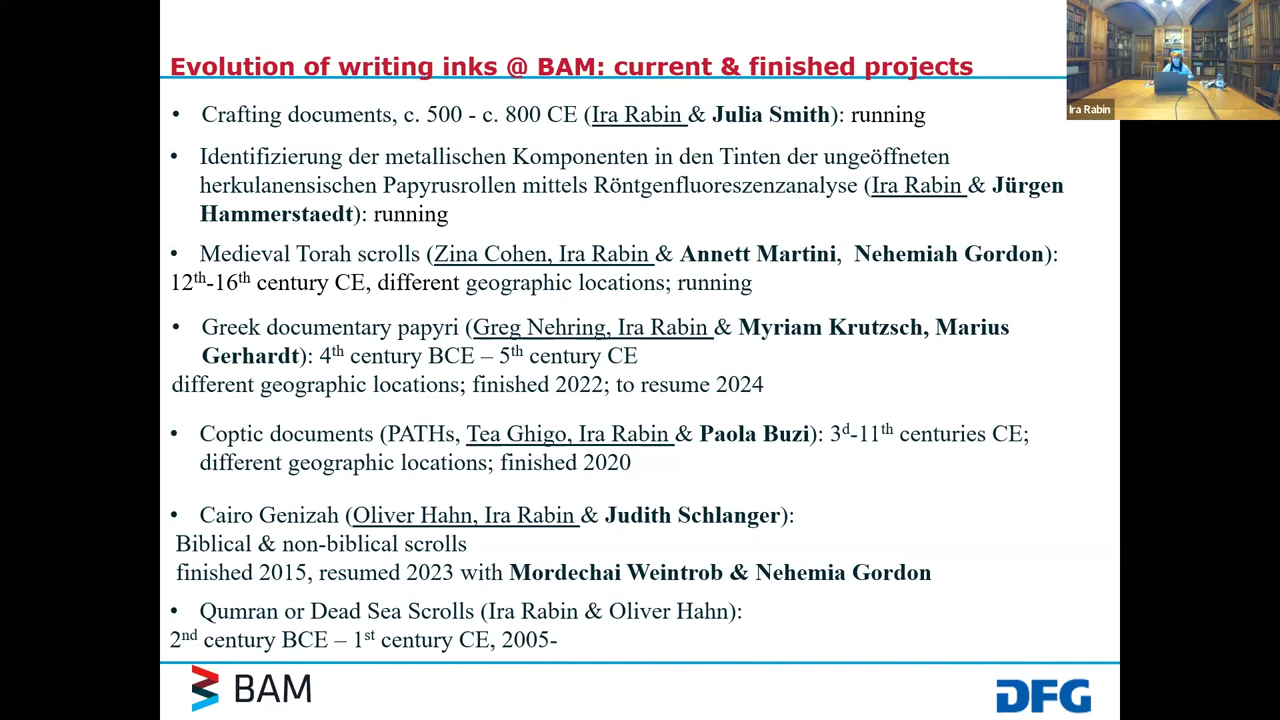 Evolution of writing inks @ BAM: current & finished projects
Ira Rabin
• Crafting documents, c. 500 - c. 800 CE (Ira Rabin & Julia Smith): running
• Identifizierung der metallischen Komponenten in den Tinten der ungeöffneten
herkulanensischen Papyrusrollen mittels Röntgenfluoreszenzanalyse (Ira Rabin & Jürgen
Hammerstaedt): running
• Medieval Torah scrolls (Zina Cohen, Ira Rabin & Annett Martini, Nehemiah Gordon):
12th-16th century CE, different geographic locations; running
• Greek documentary papyri (Greg Nehring, Ira Rabin & Myriam Krutzsch, Marius
Gerhardt): 4th century BCE – 5th century CE
different geographic locations; finished 2022; to resume 2024
• Coptic documents (PATHs, Tea Ghigo, Ira Rabin & Paola Buzi): 3d-11th centuries CE;
different geographic locations; finished 2020
• Cairo Genizah (Oliver Hahn, Ira Rabin & Judith Schlanger):
Biblical & non-biblical scrolls
finished 2015, resumed 2023 with Mordechai Weintrob & Nehemia Gordon
• Qumran or Dead Sea Scrolls (Ira Rabin & Oliver Hahn):
2nd century BCE – 1st century CE, 2005-
BAM
DFG